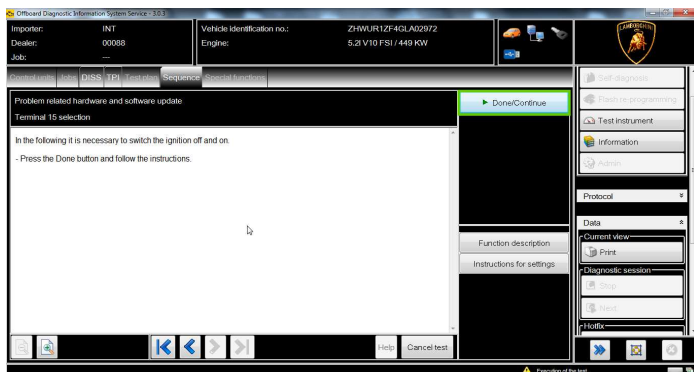 Offboard Diagnostic Information System Service - 3.0.3
Importer: INT
Dealer: 00088
Job: ---
Vehicle identification no.: ZHWUR1ZF4GLA02972
Engine: 5.2l V10 FSI / 449 KW
LAMBORGHINI
Control units Jobs DISS TPI Test plan Sequence Special functions
Problem related hardware and software update
Terminal 15 selection
In the following it is necessary to switch the ignition off and on.
- Press the Done button and follow the instructions.
Done/Continue
Function description
Instructions for settings
Help
Cancel test
Self-diagnosis
Flash re-programming
Test instrument
Information
Admin
Protocol
Data
Current view
Print
Diagnostic session
Stop
Next
Hotfix
Execution of the test